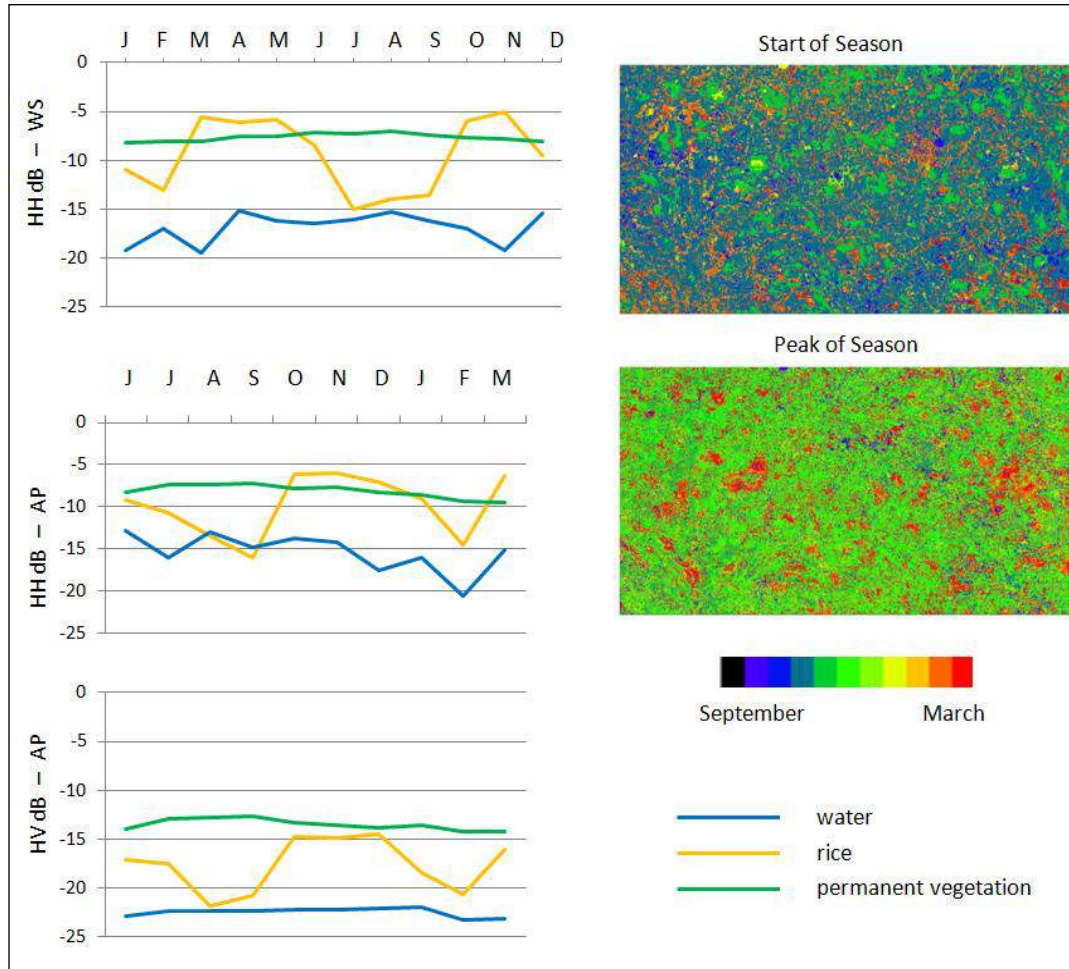 J F M A M J J A S O N D
0
-5
-10
-15
-20
-25
HH dB – WS
J J A S O N D J F M
0
-5
-10
-15
-20
-25
HH dB – AP
0
-5
-10
-15
-20
-25
HV dB – AP
Start of Season
Peak of Season
September March
water
rice
permanent vegetation